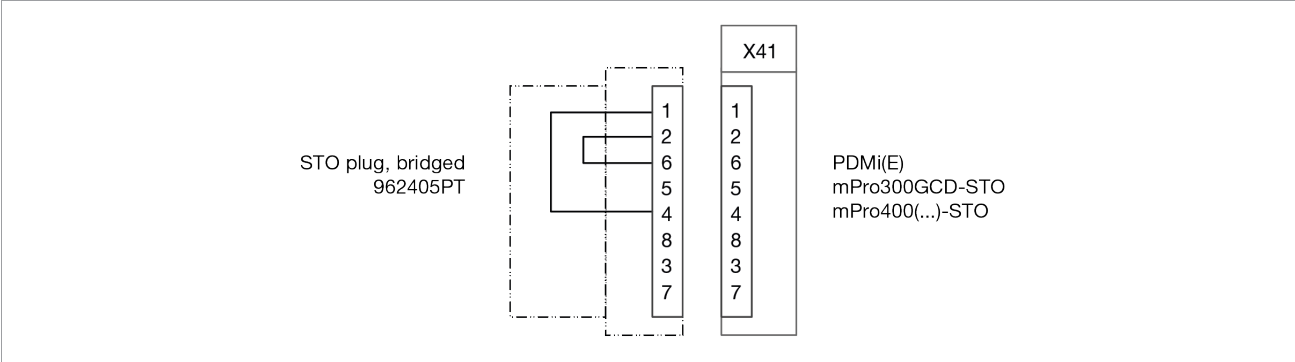 X41
1 1
2 2
STO plug, bridged 6 6 PDMi(E)
962405PT 5 5 mPro300GCD-STO
4 4 mPro400(...)-STO
8 8
3 3
7 7